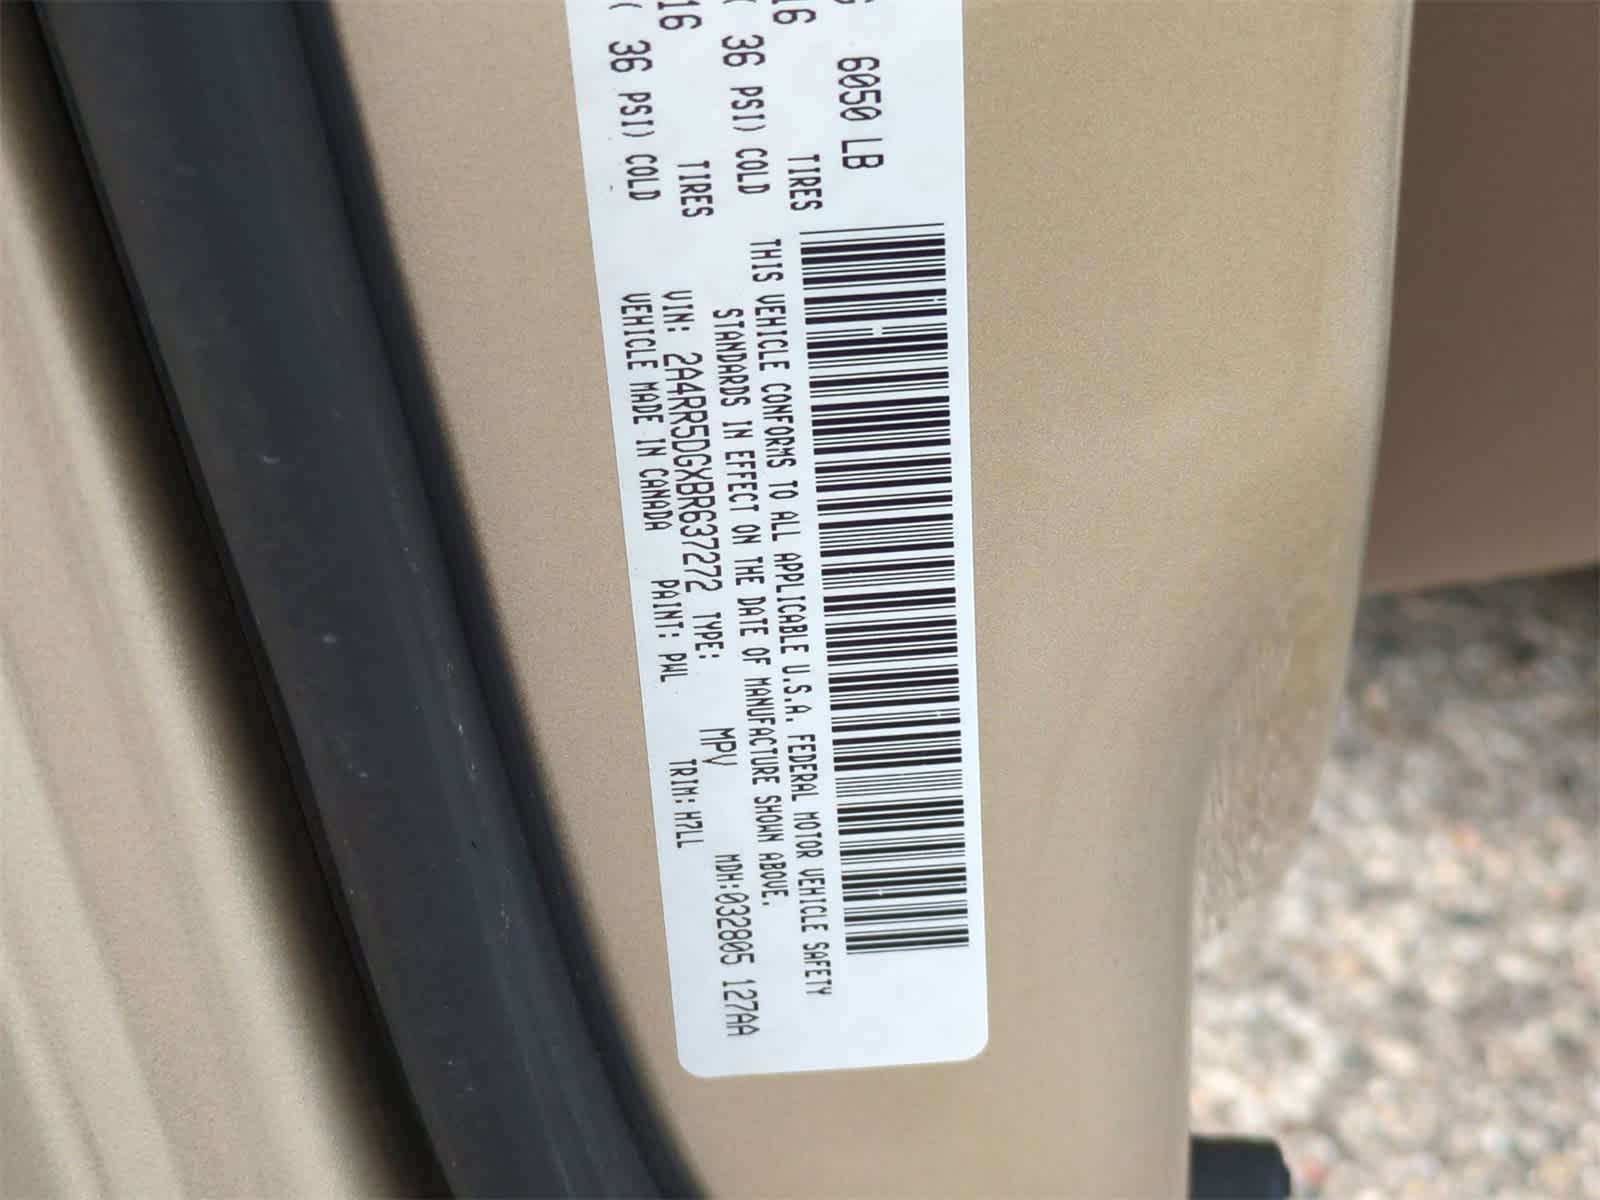 6050 LB
16 TIRES
( 36 PSI) COLD
16 TIRES
( 36 PSI) COLD
THIS VEHICLE CONFORMS TO ALL APPLICABLE U.S.A. FEDERAL MOTOR VEHICLE SAFETY
STANDARDS IN EFFECT ON THE DATE OF MANUFACTURE SHOWN ABOVE.
VIN: 2A4RR5DGXBR637272 TYPE: MPV MDH:032805 127AA
VEHICLE MADE IN CANADA PAINT: PWL TRIM: H7LL